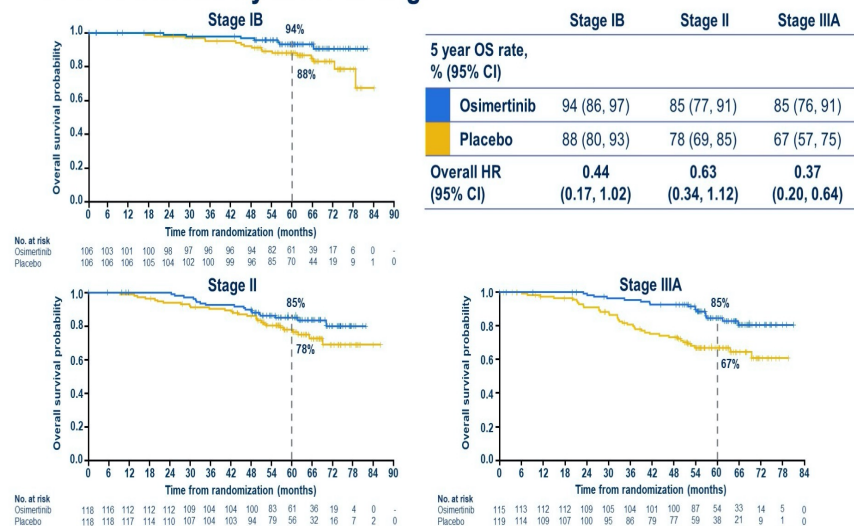 Stage IB
94%
88%
Overall survival probability
1.0
0.8
0.6
0.4
0.2
0.0
0 6 12 18 24 30 36 42 48 54 60 66 72 78 84 90
Time from randomization (months)
No. at risk
Osimertinib 106 103 101 100 98 97 96 96 94 82 61 39 17 6 0 -
Placebo 106 106 106 105 104 102 100 99 96 85 70 44 19 9 1 0
Stage IB Stage II Stage IIIA
5 year OS rate,
% (95% CI)
Osimertinib 94 (86, 97) 85 (77, 91) 85 (76, 91)
Placebo 88 (80, 93) 78 (69, 85) 67 (57, 75)
Overall HR 0.44 0.63 0.37
(95% CI) (0.17, 1.02) (0.34, 1.12) (0.20, 0.64)
Stage II
85%
78%
Overall survival probability
1.0
0.8
0.6
0.4
0.2
0.0
0 6 12 18 24 30 36 42 48 54 60 66 72 78 84 90
Time from randomization (months)
No. at risk
Osimertinib 118 116 112 112 112 109 104 104 100 83 61 36 19 4 0 -
Placebo 118 118 117 114 110 107 104 103 94 79 56 32 16 7 2 0
Stage IIIA
85%
67%
Overall survival probability
1.0
0.8
0.6
0.4
0.2
0.0
0 6 12 18 24 30 36 42 48 54 60 66 72 78 84
Time from randomization (months)
No. at risk
Osimertinib 115 113 112 112 109 105 104 101 100 87 54 33 14 5 0
Placebo 119 114 109 107 100 95 86 79 77 59 38 21 1 0